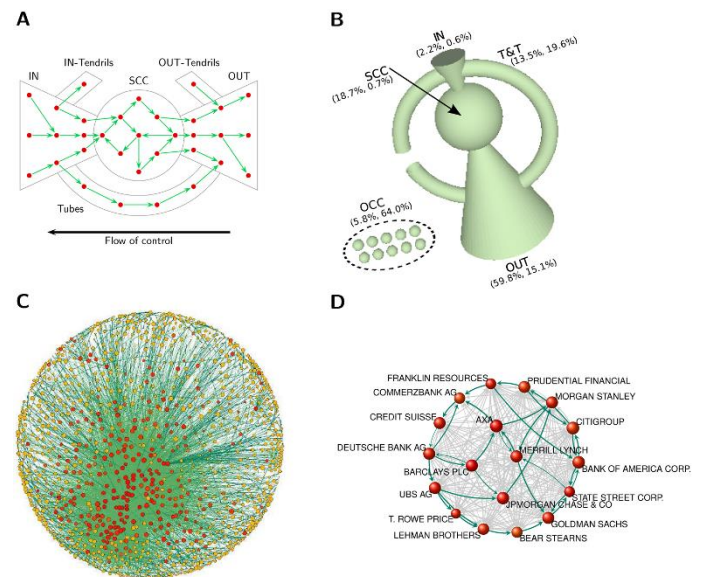 A
IN-Tendrils
OUT-Tendrils
IN
SCC
OUT
Tubes
Flow of control
B
IN
(2.2%, 0.6%)
T&T
(13.5%, 19.6%)
SCC
(18.7%, 0.7%)
OCC
(5.8%, 64.0%)
OUT
(59.8%, 15.1%)
C
D
FRANKLIN RESOURCES
PRUDENTIAL FINANCIAL
COMMERZBANK AG
MORGAN STANLEY
CREDIT SUISSE
AXA
CITIGROUP
DEUTSCHE BANK AG
MERRILL LYNCH
BARCLAYS PLC
BANK OF AMERICA CORP.
UBS AG
STATE STREET CORP.
JPMORGAN CHASE & CO
T. ROWE PRICE
GOLDMAN SACHS
LEHMAN BROTHERS
BEAR STEARNS